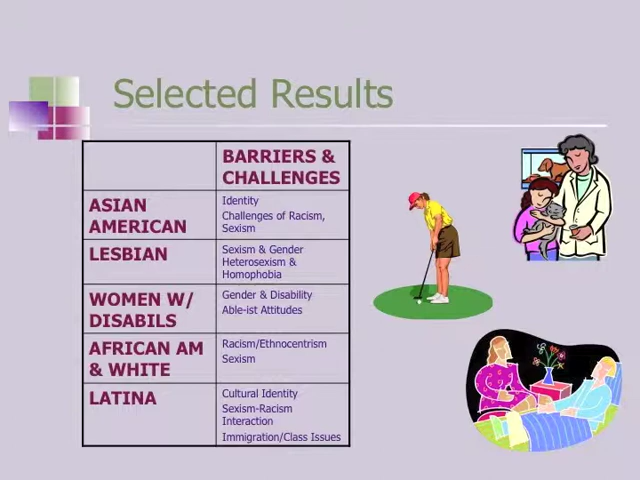 Selected Results
BARRIERS &
CHALLENGES
ASIAN
AMERICAN
Identity
Challenges of Racism,
Sexism
LESBIAN
Sexism & Gender
Heterosexism &
Homophobia
WOMEN W/
DISABILS
Gender & Disability
Able-ist Attitudes
AFRICAN AM
& WHITE
Racism/Ethnocentrism
Sexism
LATINA
Cultural Identity
Sexism-Racism
Interaction
Immigration/Class Issues